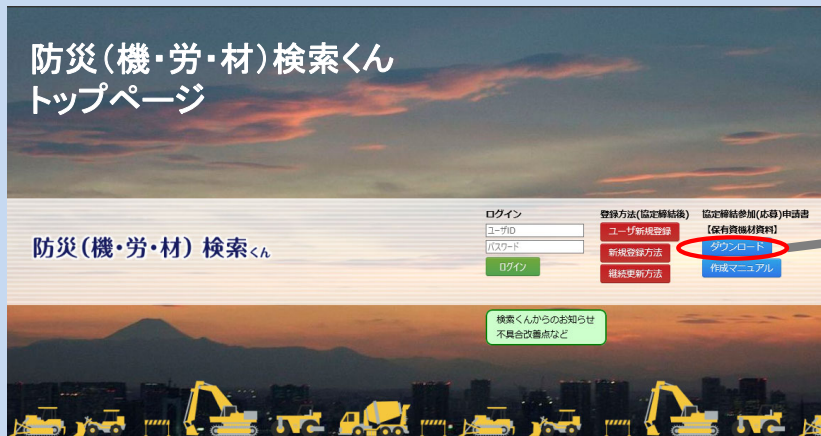 防災（機・労・材）検索くん
トップページ
防災（機・労・材）検索くん
ログイン
ユーザID
パスワード
ログイン
登録方法(協定締結後)
ユーザ新規登録
新規登録方法
継続更新方法
協定締結参加(応募)申請書
【保有資機材資料】
ダウンロード
作成マニュアル
検索くんからのお知らせ
不具合改善点など